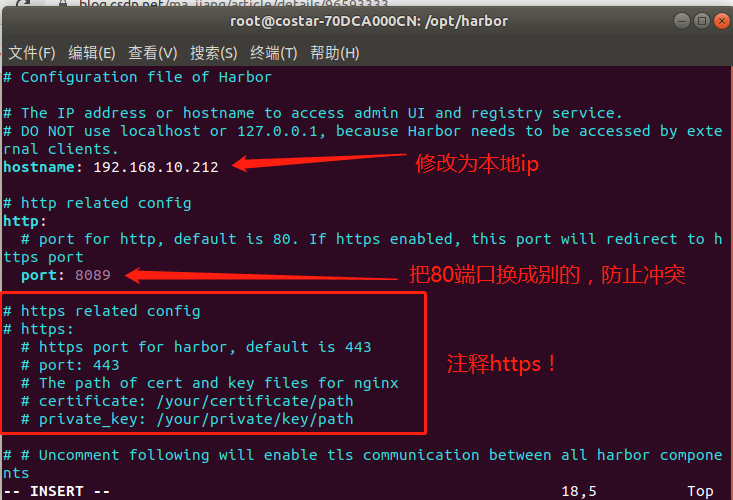 blog.csdn.net/ma_jiang/article/details/96593333
root@costar-70DCA000CN: /opt/harbor
文件(F) 编辑(E) 查看(V) 搜索(S) 终端(T) 帮助(H)
# Configuration file of Harbor
# The IP address or hostname to access admin UI and registry service.
# DO NOT use localhost or 127.0.0.1, because Harbor needs to be accessed by exte
rnal clients.
hostname: 192.168.10.212
修改为本地ip
# http related config
http:
# port for http, default is 80. If https enabled, this port will redirect to h
ttps port
port: 8089
把80端口换成别的，防止冲突
# https related config
# https:
# https port for harbor, default is 443
# port: 443
# The path of cert and key files for nginx
# certificate: /your/certificate/path
# private_key: /your/private/key/path
注释https！
# # Uncomment following will enable tls communication between all harbor compone
nts
-- INSERT -- 18,5 Top